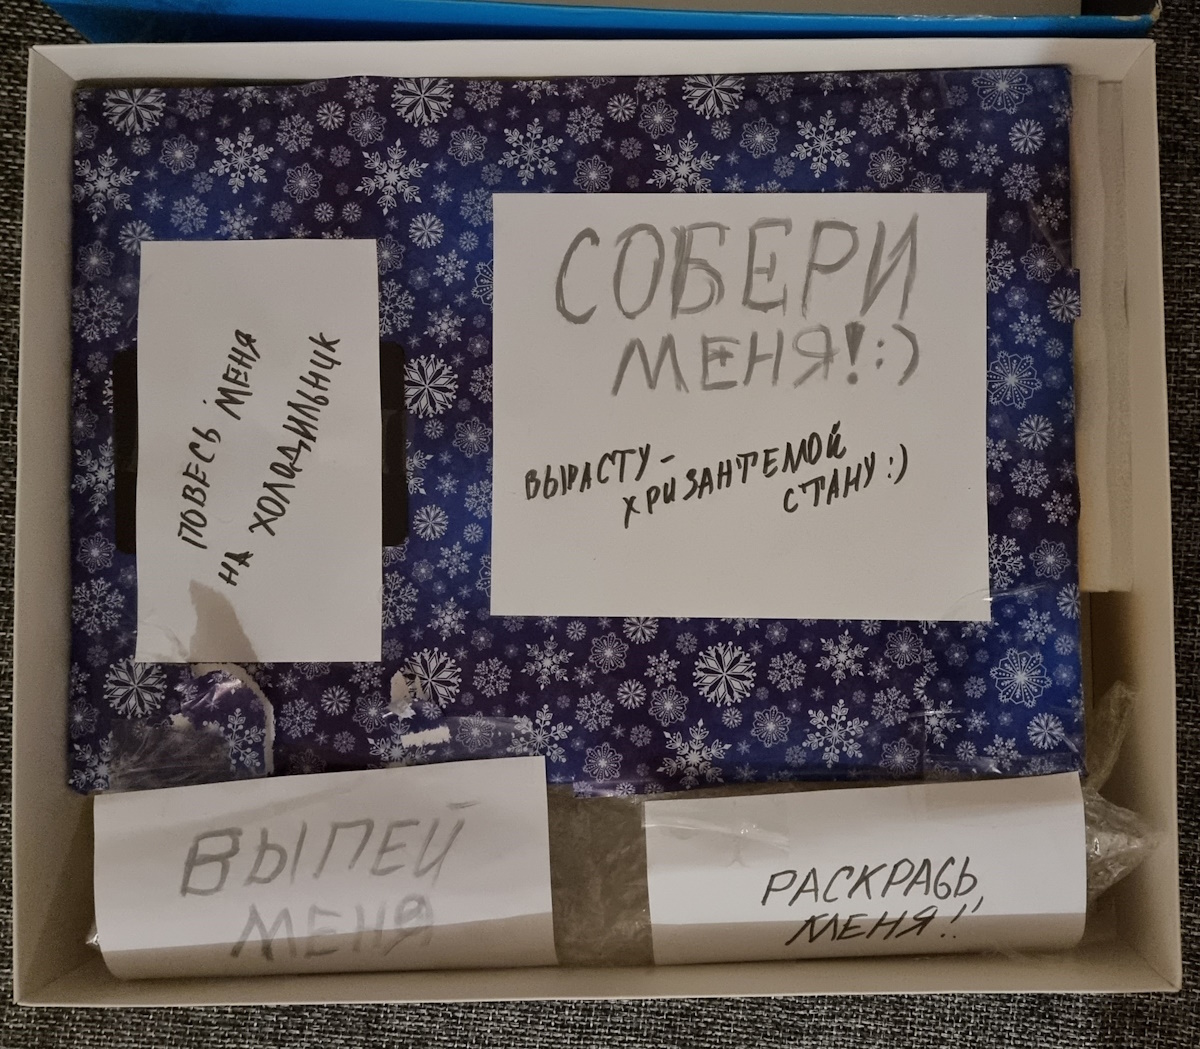 СОБЕРИ
МЕНЯ!:)
ВЫРАСТУ-
ХРИЗАНТЕМОЙ
СТАНУ:)
ПОВЕСЬ МЕНЯ
НА ХОЛОДИЛЬНИК
ВЫПЕЙ
МЕНЯ
РАСКРАСЬ
МЕНЯ!!